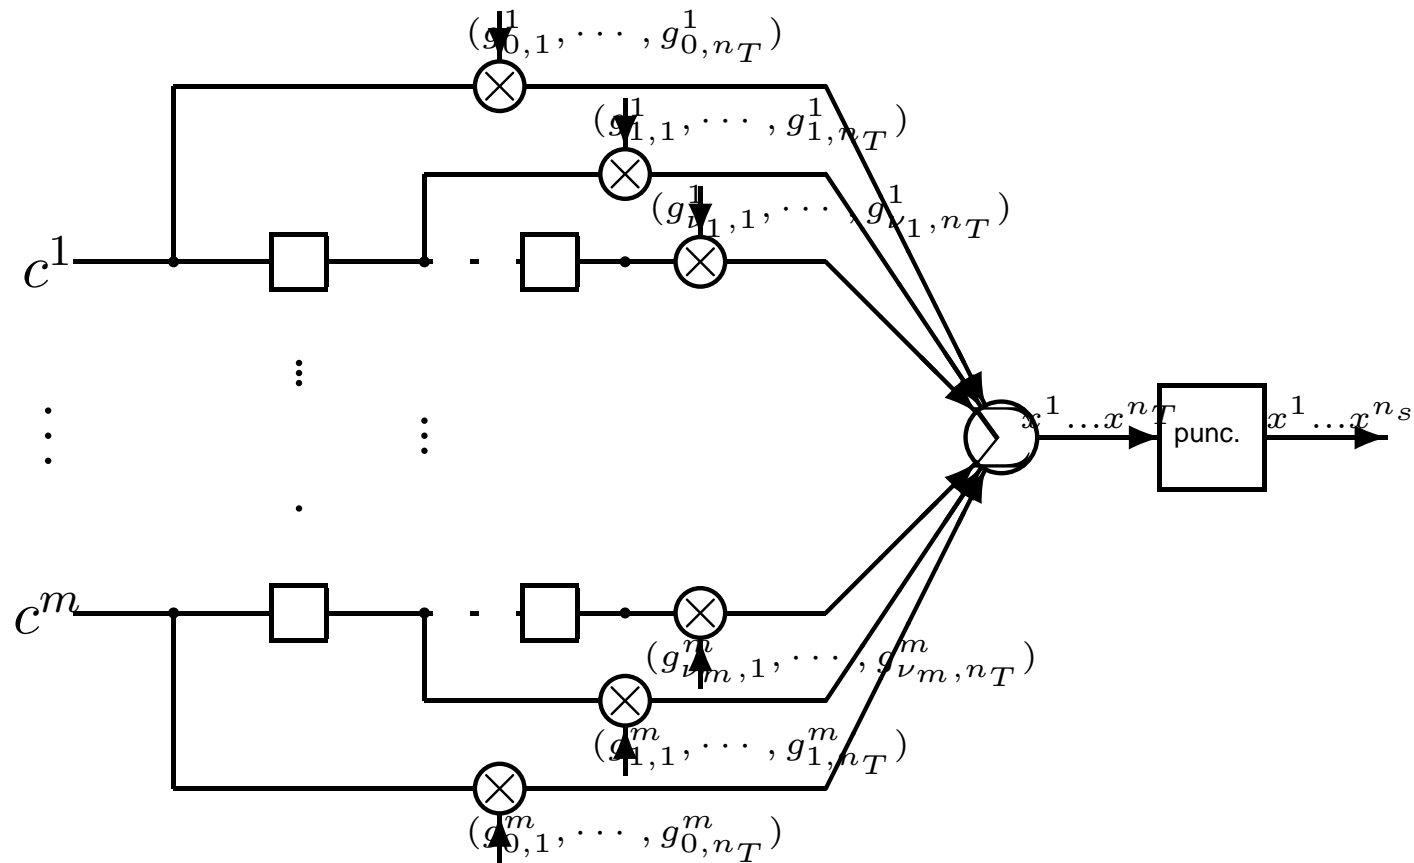 (g^1_{0,1}, ⋯ , g^1_{0,n_T})
(g^1_{1,1}, ⋯ , g^1_{1,n_T})
(g^1_{ν_1,1}, ⋯ , g^1_{ν_1,n_T})
c^1
x^1...x^{n_T}
punc.
x^1...x^{n_s}
c^m
(g^m_{ν_m,1}, ⋯ , g^m_{ν_m,n_T})
(g^m_{1,1}, ⋯ , g^m_{1,n_T})
(g^m_{0,1}, ⋯ , g^m_{0,n_T})